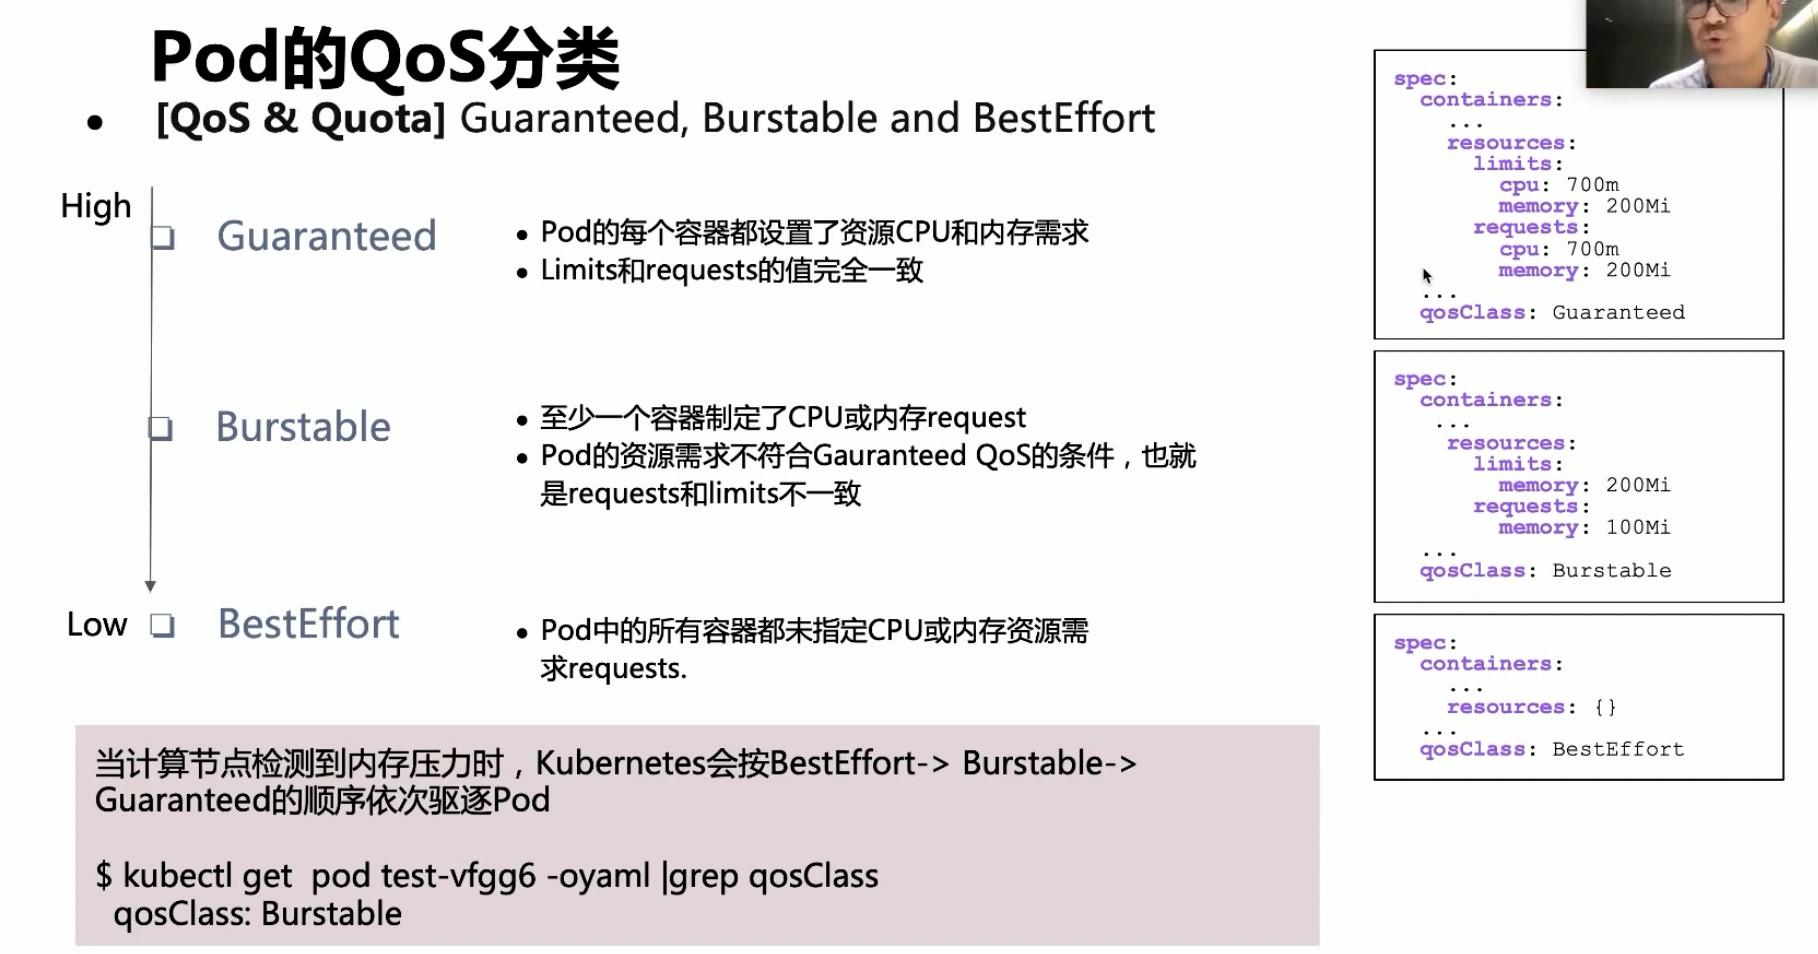 Pod的QoS分类
● [QoS & Quota] Guaranteed, Burstable and BestEffort
High
❑ Guaranteed
● Pod的每个容器都设置了资源CPU和内存需求
● Limits和requests的值完全一致
❑ Burstable
● 至少一个容器制定了CPU或内存request
● Pod的资源需求不符合Gauranteed QoS的条件，也就
是requests和limits不一致
Low
❑ BestEffort
● Pod中的所有容器都未指定CPU或内存资源需
求requests.
当计算节点检测到内存压力时，Kubernetes会按BestEffort-> Burstable->
Guaranteed的顺序依次驱逐Pod
$ kubectl get  pod test-vfgg6 -oyaml |grep qosClass
qosClass: Burstable
spec:
containers:
...
resources:
limits:
cpu: 700m
memory: 200Mi
requests:
cpu: 700m
memory: 200Mi
...
qosClass: Guaranteed
spec:
containers:
...
resources:
limits:
memory: 200Mi
requests:
memory: 100Mi
...
qosClass: Burstable
spec:
containers:
...
resources: {}
...
qosClass: BestEffort